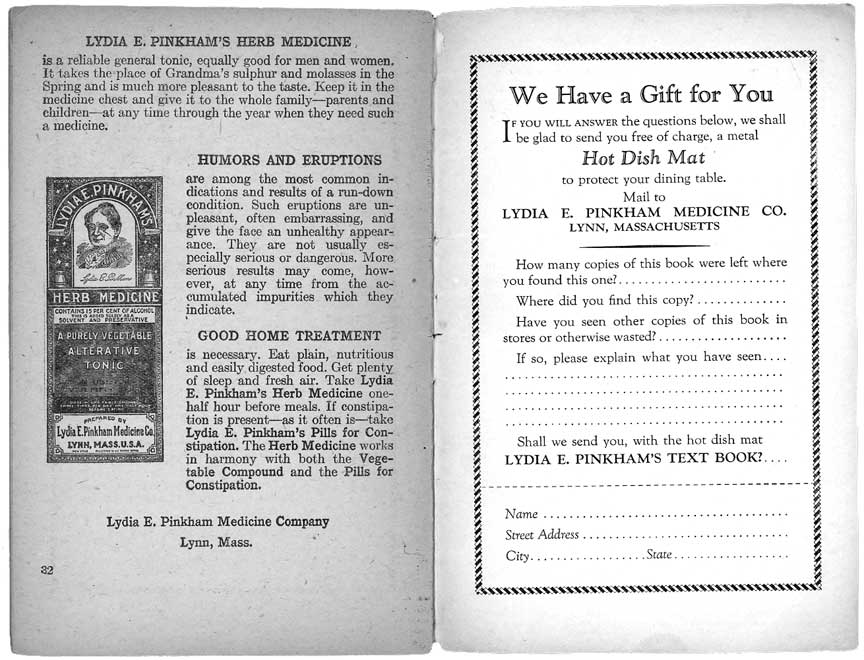 LYDIA E. PINKHAM'S HERB MEDICINE
is a reliable general tonic, equally good for men and women.
It takes the place of Grandma's sulphur and molasses in the
Spring and is much more pleasant to the taste. Keep it in the
medicine chest and give it to the whole family—parents and
children—at any time through the year when they need such
a medicine.
HUMORS AND ERUPTIONS
are among the most common in-
dications and results of a run-down
condition. Such eruptions are un-
pleasant, often embarrassing, and
give the face an unhealthy appear-
ance. They are not usually es-
pecially serious or dangerous. More
serious results may come, how-
ever, at any time from the ac-
cumulated impurities which they
indicate.
GOOD HOME TREATMENT
is necessary. Eat plain, nutritious
and easily digested food. Get plenty
of sleep and fresh air. Take Lydia
E. Pinkham's Herb Medicine one-
half hour before meals. If constipa-
tion is present—as it often is—take
Lydia E. Pinkham's Pills for Con-
stipation. The Herb Medicine works
in harmony with both the Vege-
table Compound and the Pills for
Constipation.
LYDIA E. PINKHAM'S
Lydia E. Pinkham
HERB MEDICINE
CONTAINS 15 PER CENT OF ALCOHOL
THIS IS ADDED SOLELY AS A
SOLVENT AND PRESERVATIVE
A PURELY VEGETABLE
ALTERATIVE
TONIC
PREPARED BY
Lydia E. Pinkham Medicine Co.
LYNN, MASS. U.S.A.
Lydia E. Pinkham Medicine Company
Lynn, Mass.
32
We Have a Gift for You
IF YOU WILL ANSWER the questions below, we shall
be glad to send you free of charge, a metal
Hot Dish Mat
to protect your dining table.
Mail to
LYDIA E. PINKHAM MEDICINE CO.
LYNN, MASSACHUSETTS
How many copies of this book were left where
you found this one?........................
Where did you find this copy?.............
Have you seen other copies of this book in
stores or otherwise wasted?..................
If so, please explain what you have seen....
Shall we send you, with the hot dish mat
LYDIA E. PINKHAM'S TEXT BOOK?....
Name ...................................
Street Address .............................
City................State................